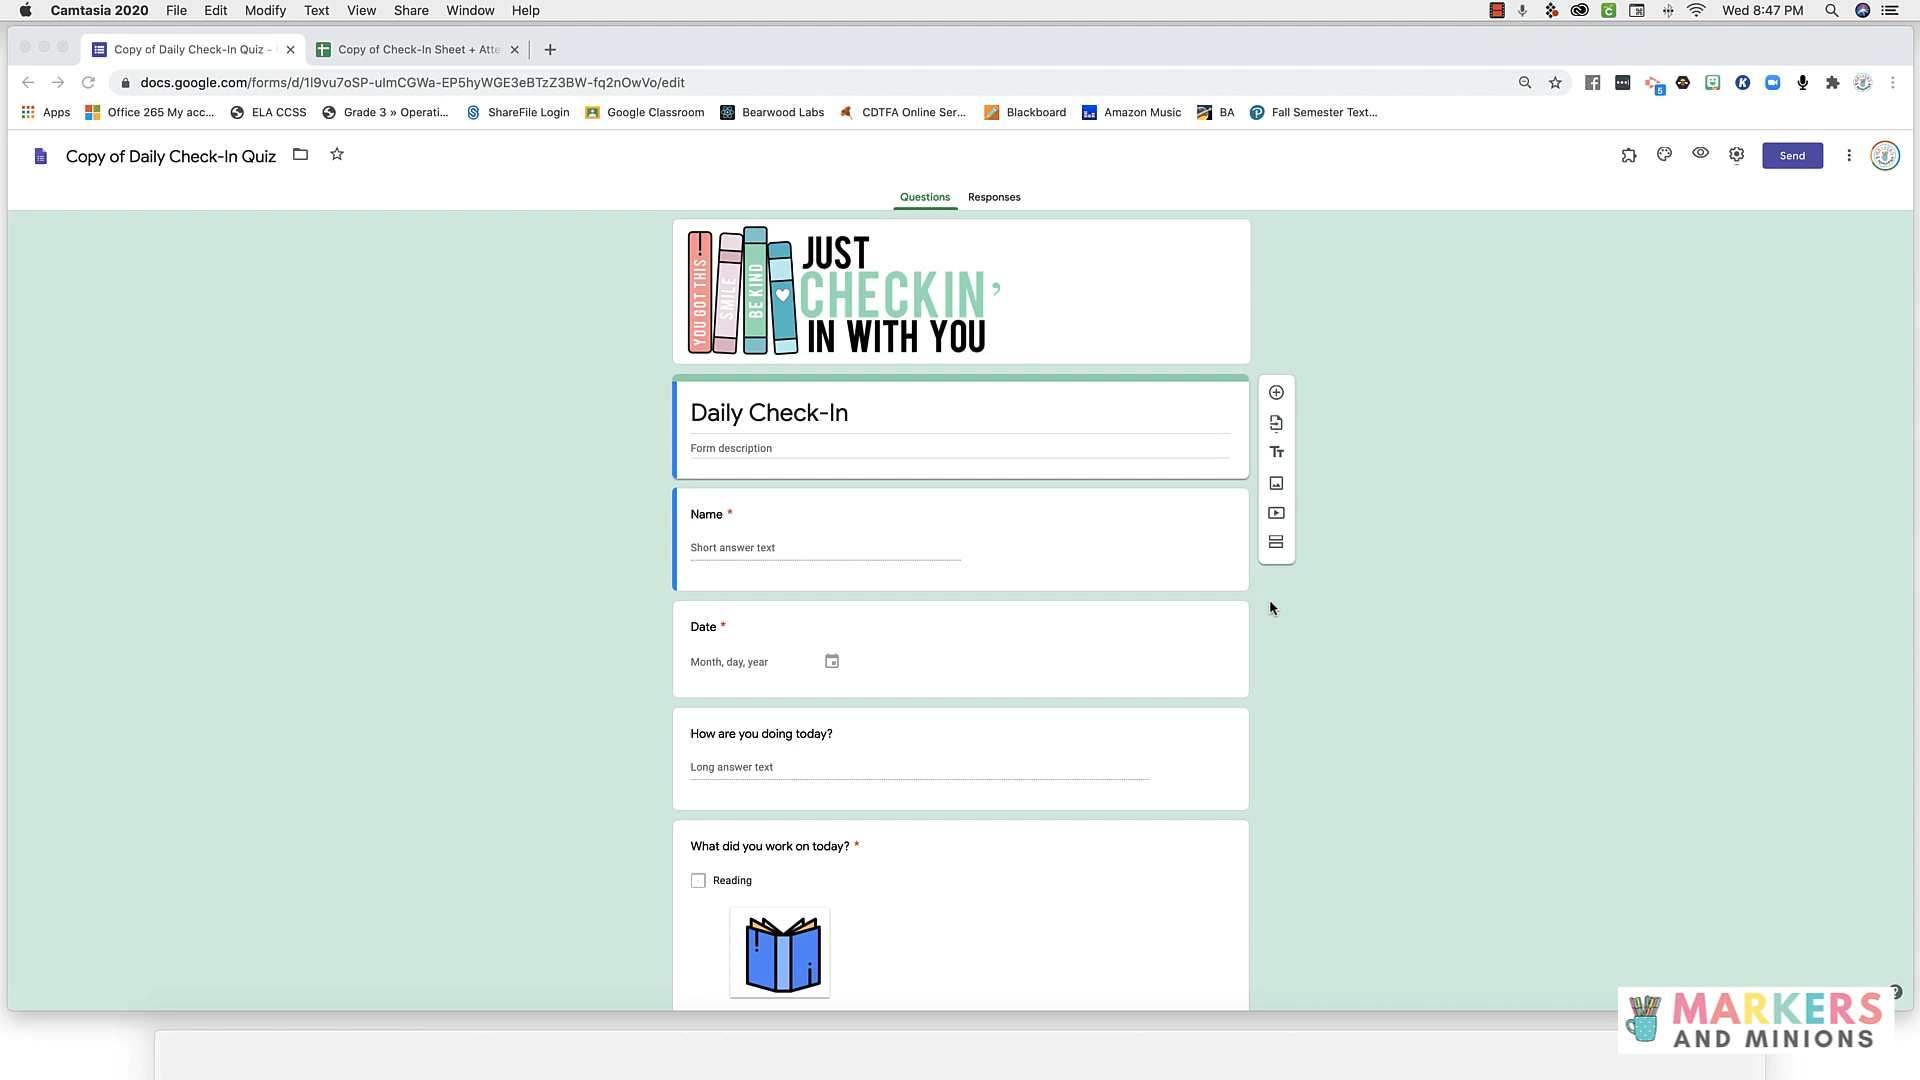 Camtasia 2020 File Edit Modify Text View Share Window Help Wed 8:47 PM
Copy of Daily Check-In Quiz - Copy of Check-In Sheet + Atte
docs.google.com/forms/d/1I9vu7oSP-uImCGWa-EP5hyWGE3eBTzZ3BW-fq2nOwVo/edit
5
Apps Office 265 My acc... ELA CCSS Grade 3 » Operati... ShareFile Login Google Classroom Bearwood Labs CDTFA Online Ser... Blackboard Amazon Music BA Fall Semester Text...
Copy of Daily Check-In Quiz Send
Questions Responses
YOU GOT THIS!
SMILE
BE KIND
JUST
CHECKIN'
IN WITH YOU
Daily Check-In
Form description
Name *
Short answer text
Date *
Month, day, year
How are you doing today?
Long answer text
What did you work on today? *
Reading
MARKERS
AND MINIONS